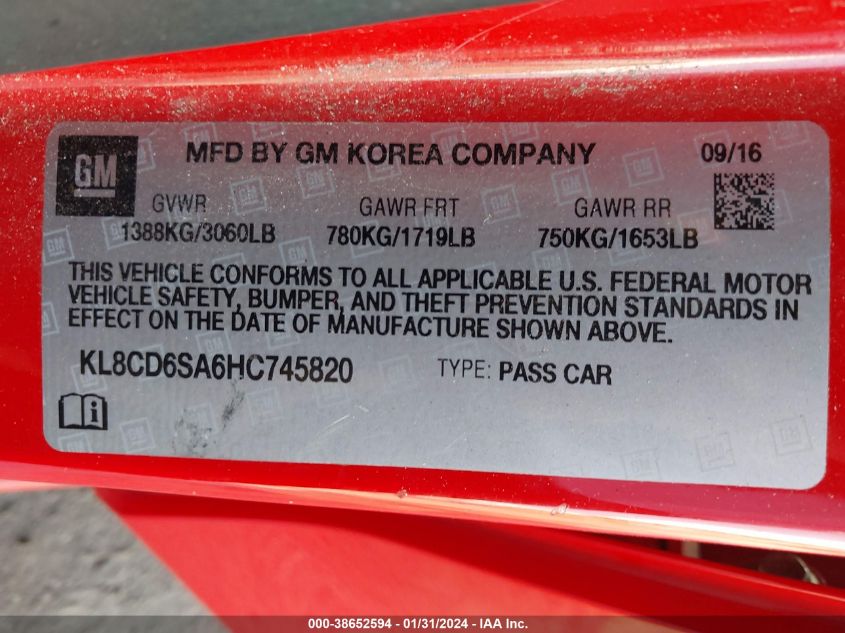 GM
MFD BY GM KOREA COMPANY 09/16
GVWR GAWR FRT GAWR RR
1388KG/3060LB 780KG/1719LB 750KG/1653LB
THIS VEHICLE CONFORMS TO ALL APPLICABLE U.S. FEDERAL MOTOR
VEHICLE SAFETY, BUMPER, AND THEFT PREVENTION STANDARDS IN
EFFECT ON THE DATE OF MANUFACTURE SHOWN ABOVE.
KL8CD6SA6HC745820 TYPE: PASS CAR
000-38652594 - 01/31/2024 - IAA Inc.